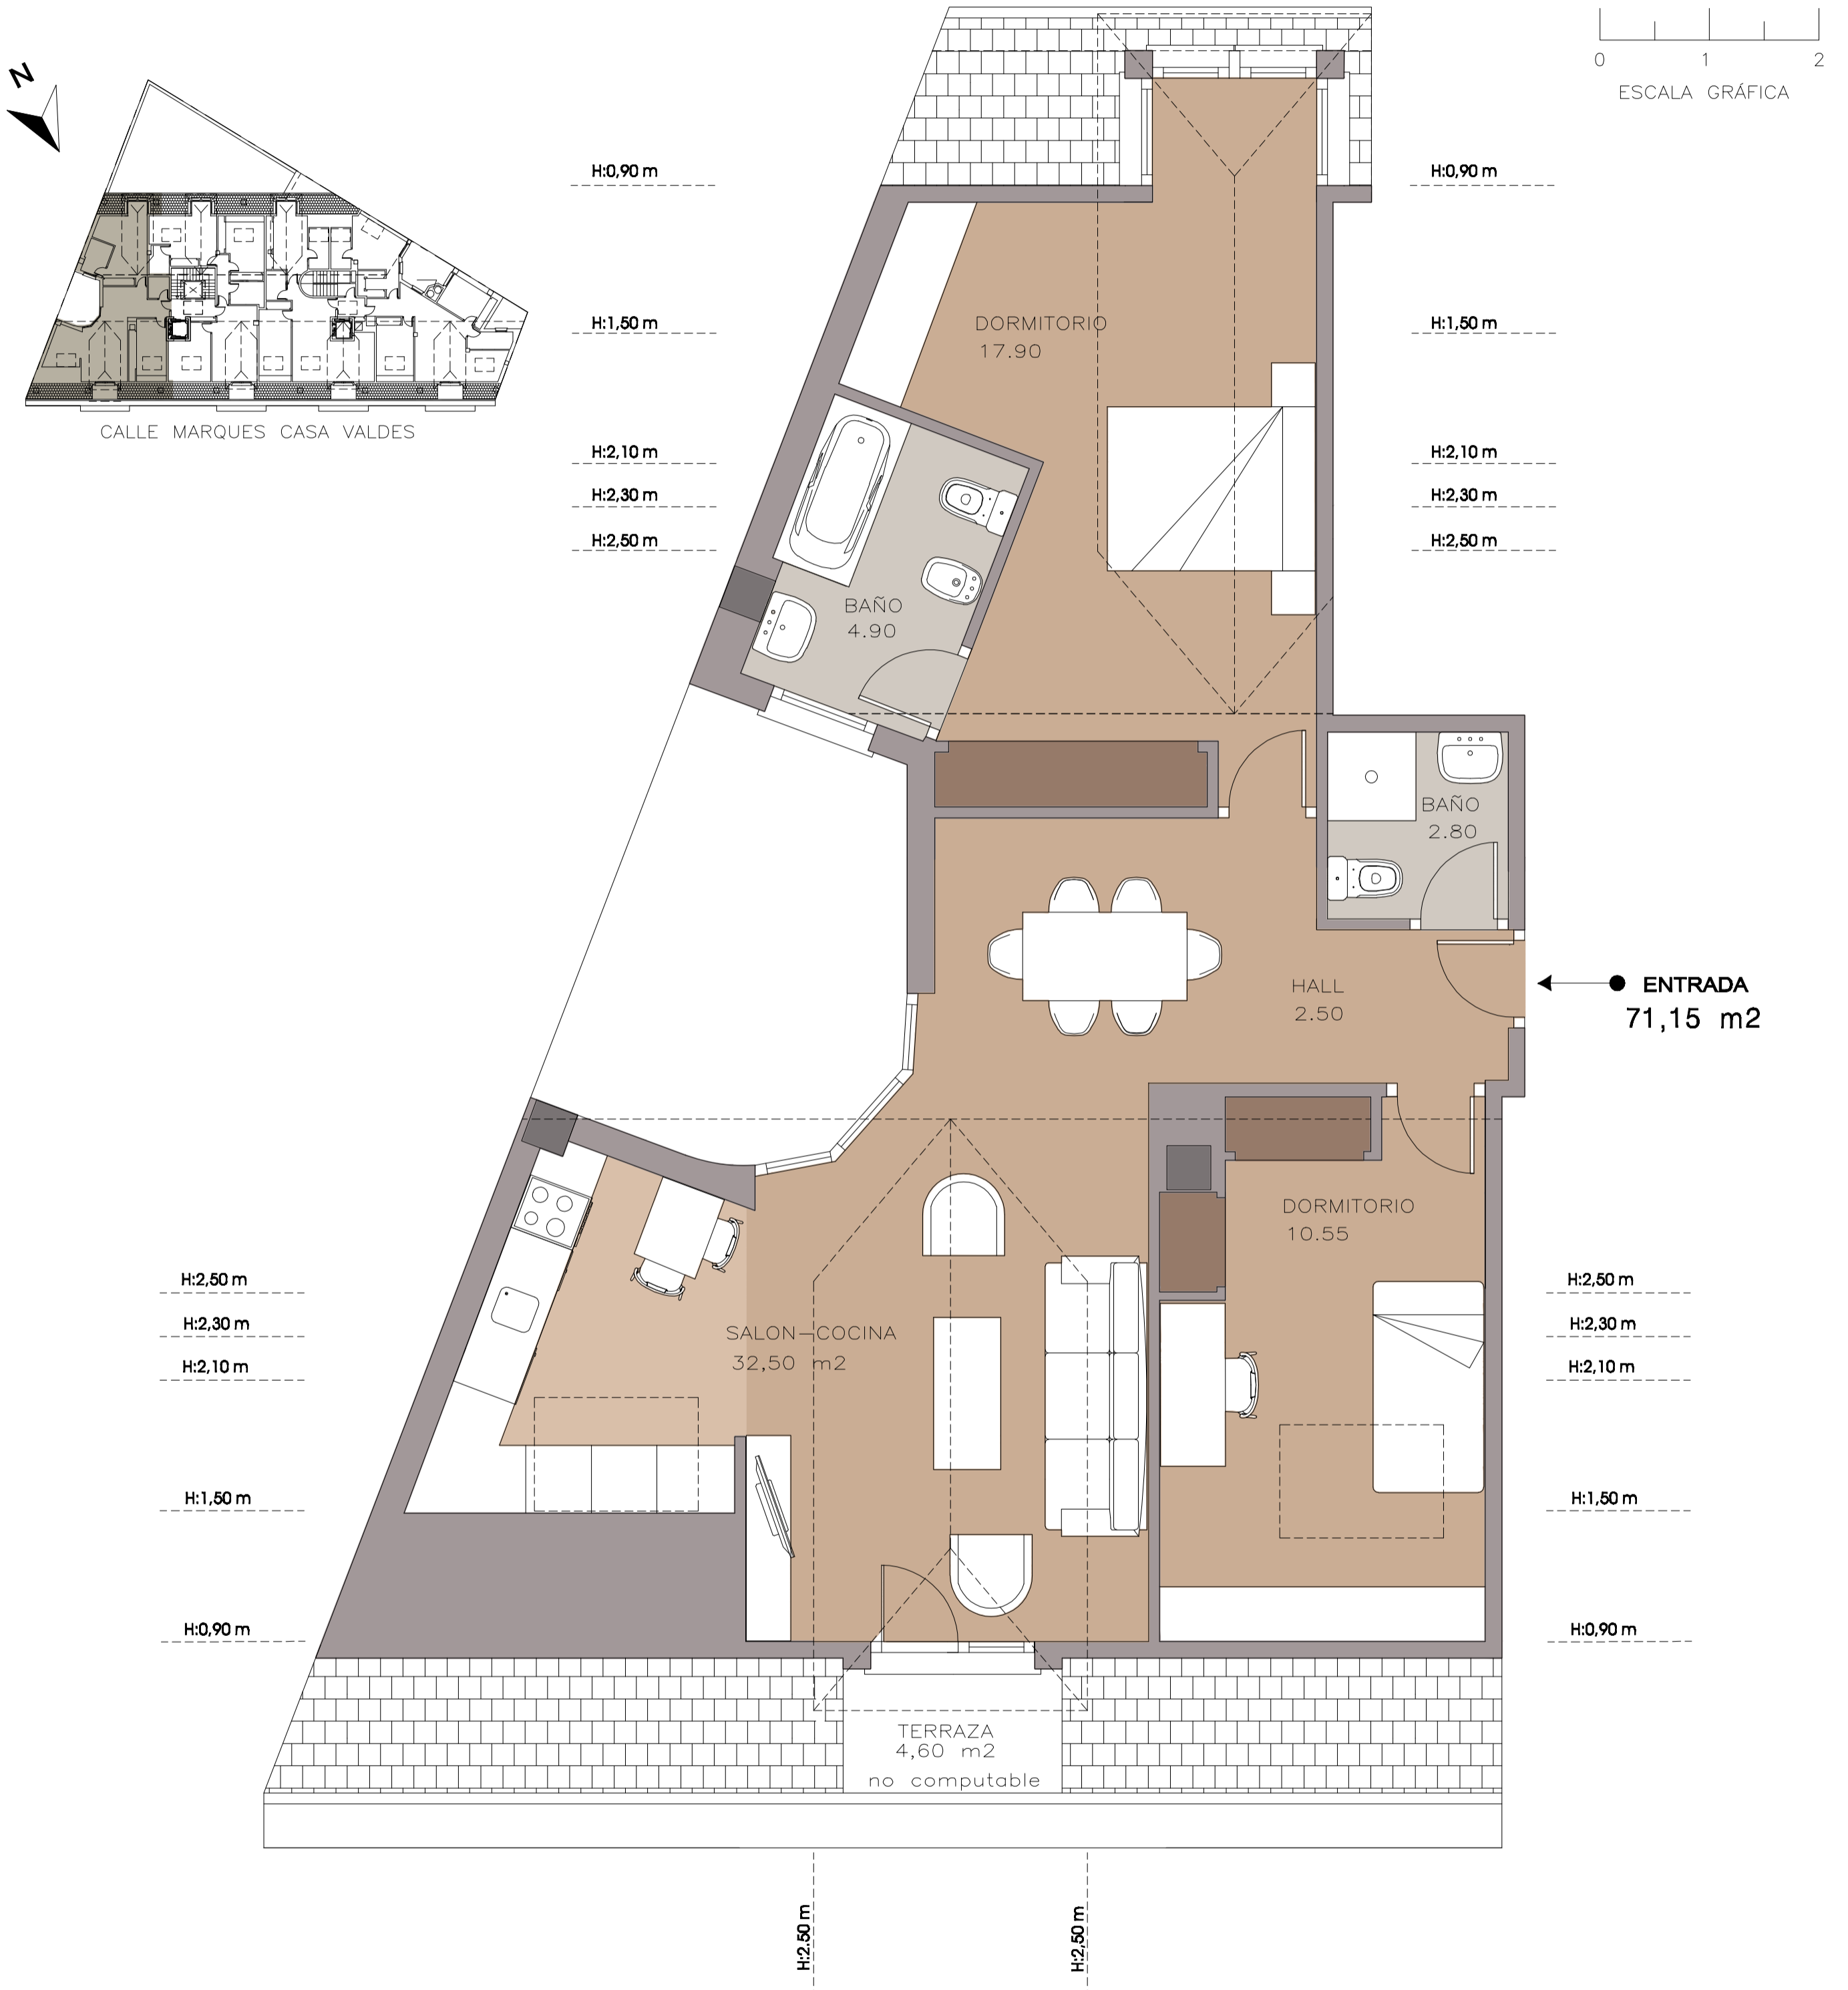 N
0 1 2
ESCALA GRÁFICA
CALLE MARQUES CASA VALDES
H:0,90 m
H:0,90 m
H:1,50 m
H:1,50 m
DORMITORIO
17.90
H:2,10 m
H:2,10 m
H:2,30 m
H:2,30 m
H:2,50 m
H:2,50 m
BAÑO
4.90
BAÑO
2.80
HALL
2.50
ENTRADA
71,15 m2
DORMITORIO
10.55
H:2,50 m
H:2,50 m
H:2,30 m
H:2,30 m
SALON-COCINA
32,50 m2
H:2,10 m
H:2,10 m
H:1,50 m
H:1,50 m
H:0,90 m
H:0,90 m
TERRAZA
4,60 m2
no computable
H:2.50 m
H:2,50 m